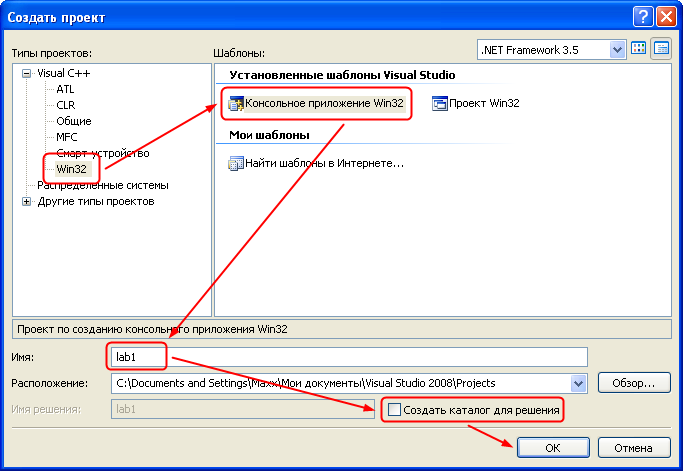 Создать проект
Типы проектов:
Шаблоны:
.NET Framework 3.5
Visual C++
ATL
CLR
Общие
MFC
Смарт-устройство
Win32
Распределенные системы
Другие типы проектов
Установленные шаблоны Visual Studio
Консольное приложение Win32
Проект Win32
Мои шаблоны
Найти шаблоны в Интернете...
Проект по созданию консольного приложения Win32
Имя:
lab1
Расположение:
C:\Documents and Settings\Maxx\Мои документы\Visual Studio 2008\Projects
Обзор...
Имя решения:
lab1
Создать каталог для решения
OK
Отмена